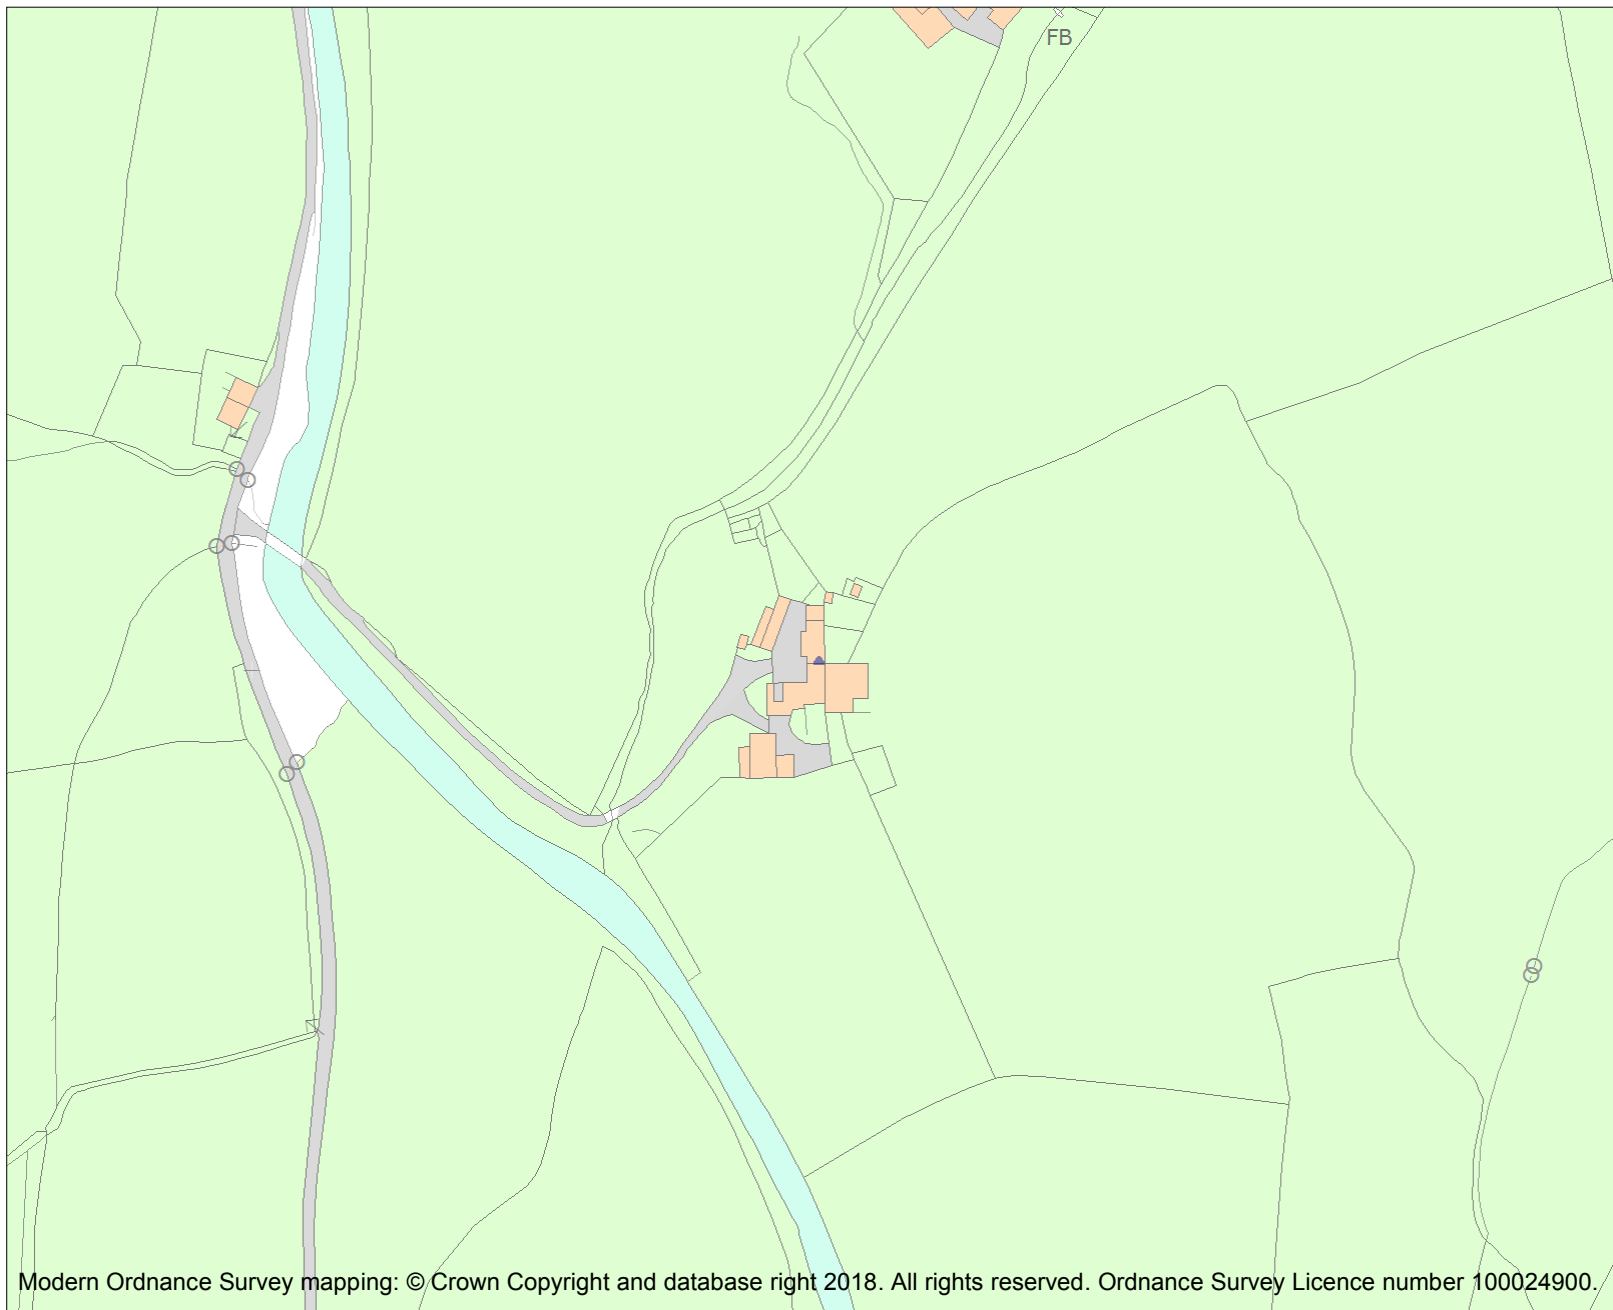 FB
Modern Ordnance Survey mapping: © Crown Copyright and database right 2018. All rights reserved. Ordnance Survey Licence number 100024900.